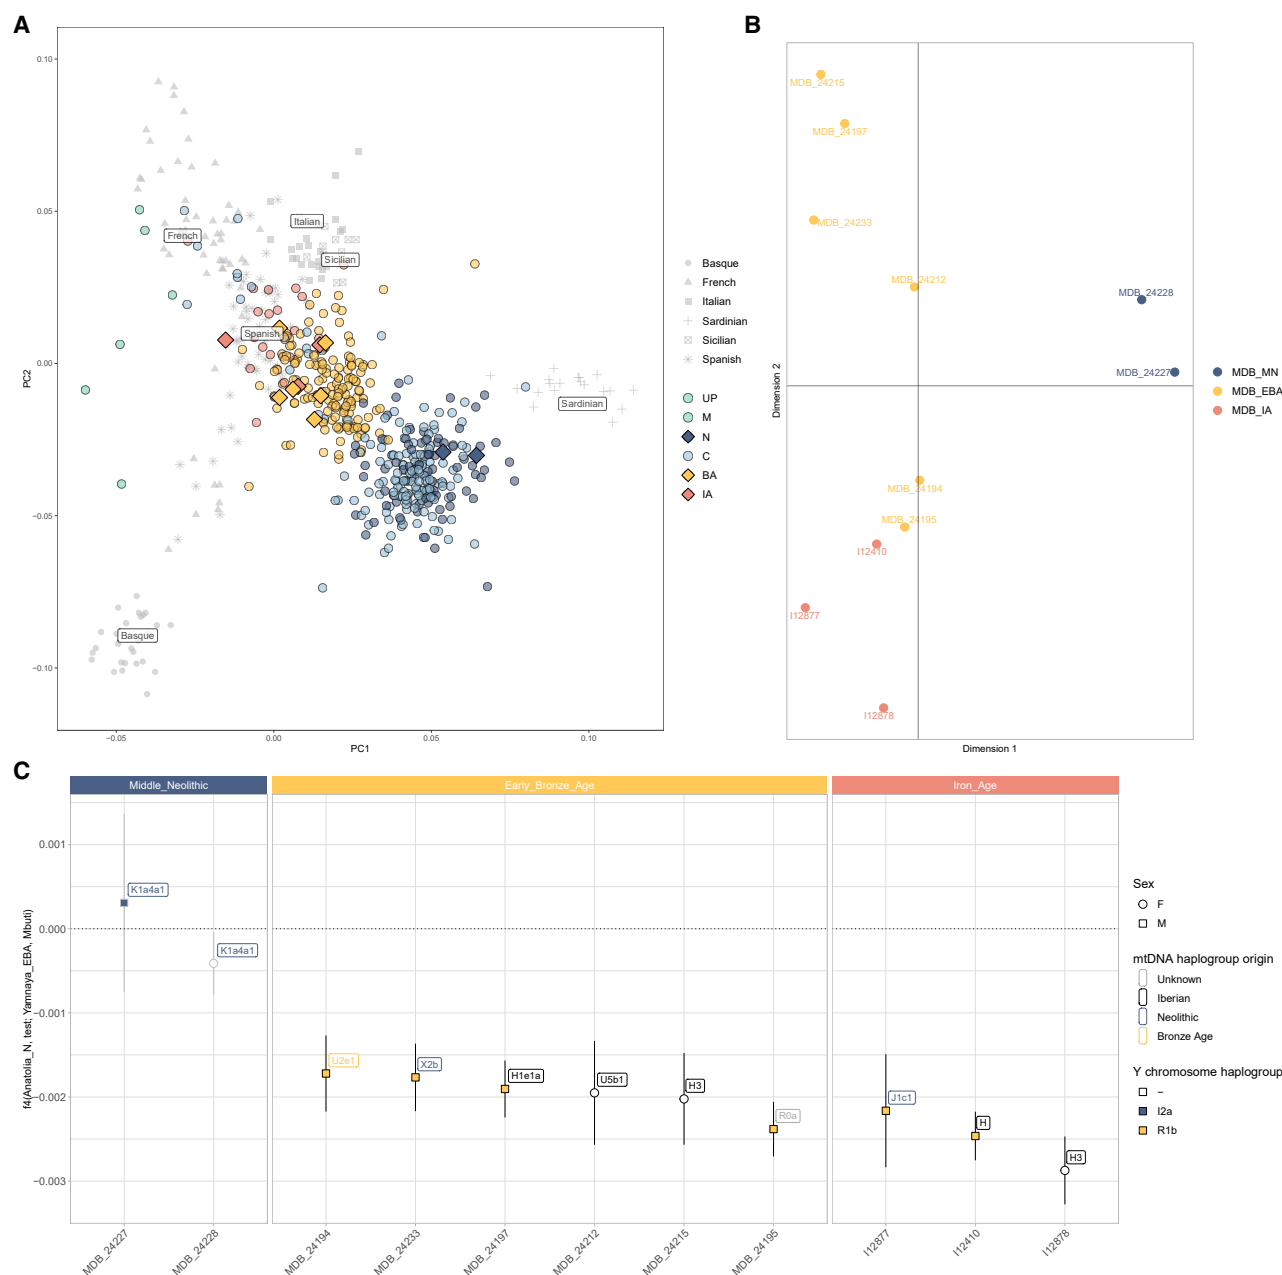 A
B
0.10
0.05
0.00
−0.05
−0.10
PC2
−0.05
0.00
0.05
0.10
PC1
French
Italian
Sicilian
Spanish
Sardinian
Basque
Basque
French
Italian
Sardinian
Sicilian
Spanish
UP
M
N
C
BA
IA
MDB_24215
MDB_24197
MDB_24233
MDB_24212
MDB_24228
MDB_24227
MDB_24194
MDB_24195
I12410
I12877
I12878
Dimension 2
Dimension 1
MDB_MN
MDB_EBA
MDB_IA
C
Middle_Neolithic
Early_Bronze_Age
Iron_Age
f4(Anatolia_N, test; Yamnaya_EBA, Mbuti)
0.001
0.000
−0.001
−0.002
−0.003
K1a4a1
K1a4a1
U2e1
X2b
H1e1a
U5b1
H3
R0a
J1c1
H
H3
MDB_24227
MDB_24228
MDB_24194
MDB_24233
MDB_24197
MDB_24212
MDB_24215
MDB_24195
I12877
I12410
I12878
Sex
F
M
mtDNA haplogroup origin
Unknown
Iberian
Neolithic
Bronze Age
Y chromosome haplogroup
−
I2a
R1b